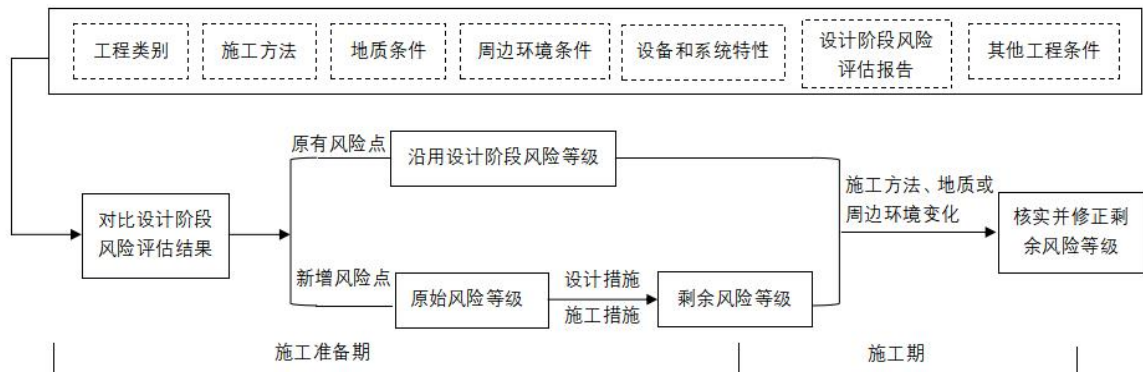 工程类别
施工方法
地质条件
周边环境条件
设备和系统特性
设计阶段风险
评估报告
其他工程条件
原有风险点
沿用设计阶段风险等级
对比设计阶段
风险评估结果
施工方法、地质或
周边环境变化
核实并修正剩
余风险等级
新增风险点
原始风险等级
设计措施
施工措施
剩余风险等级
施工准备期
施工期